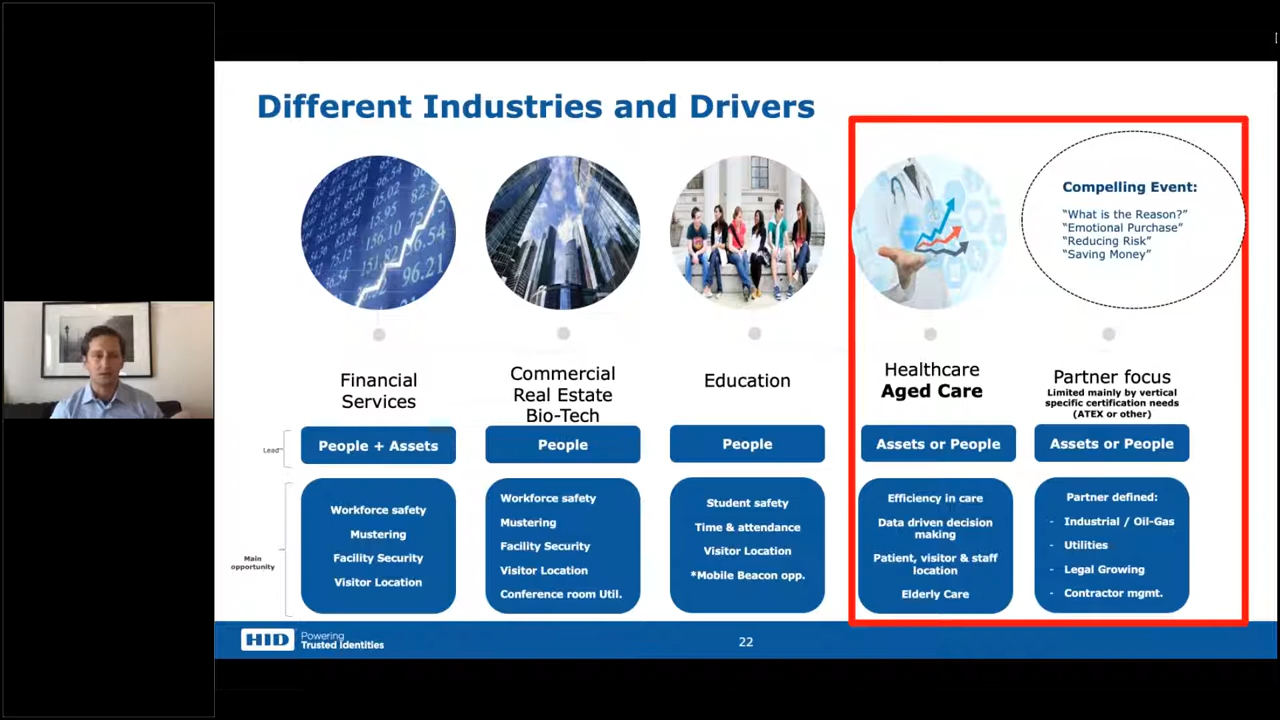 Different Industries and Drivers
Compelling Event:
“What is the Reason?”
“Emotional Purchase”
“Reducing Risk”
“Saving Money”
Financial
Services
Commercial
Real Estate
Bio-Tech
Education
Healthcare
Aged Care
Partner focus
Limited mainly by vertical
specific certification needs
(ATEX or other)
Lead
People + Assets
People
People
Assets or People
Assets or People
Main
opportunity
Workforce safety
Mustering
Facility Security
Visitor Location
Workforce safety
Mustering
Facility Security
Visitor Location
Conference room Util.
Student safety
Time & attendance
Visitor Location
*Mobile Beacon opp.
Efficiency in care
Data driven decision
making
Patient, visitor & staff
location
Elderly Care
Partner defined:
- Industrial / Oil-Gas
- Utilities
- Legal Growing
- Contractor mgmt.
HID
Powering
Trusted Identities
22